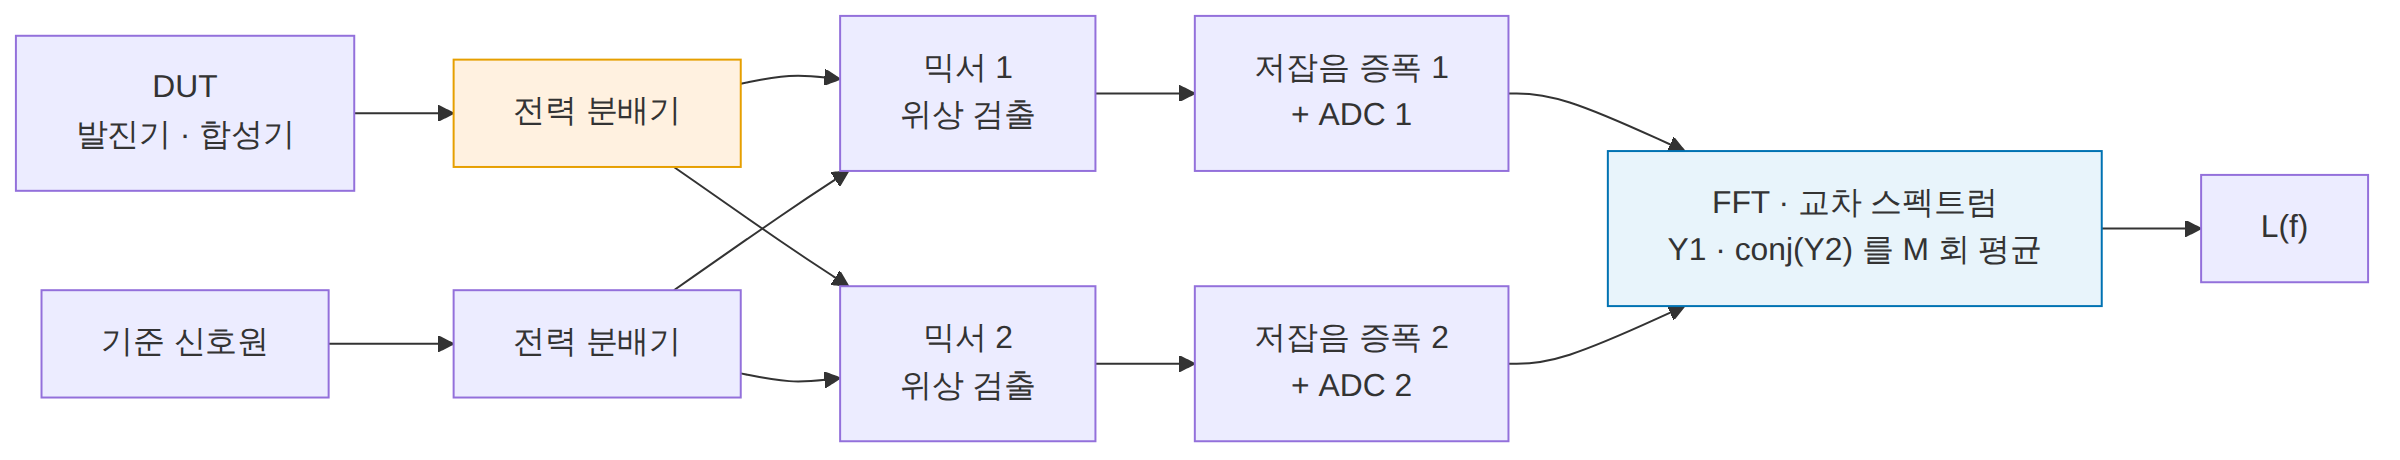 DUT
발진기 · 합성기
전력 분배기
믹서 1
위상 검출
저잡음 증폭 1
+ ADC 1
FFT · 교차 스펙트럼
Y1 · conj(Y2) 를 M 회 평균
L(f)
기준 신호원
전력 분배기
믹서 2
위상 검출
저잡음 증폭 2
+ ADC 2